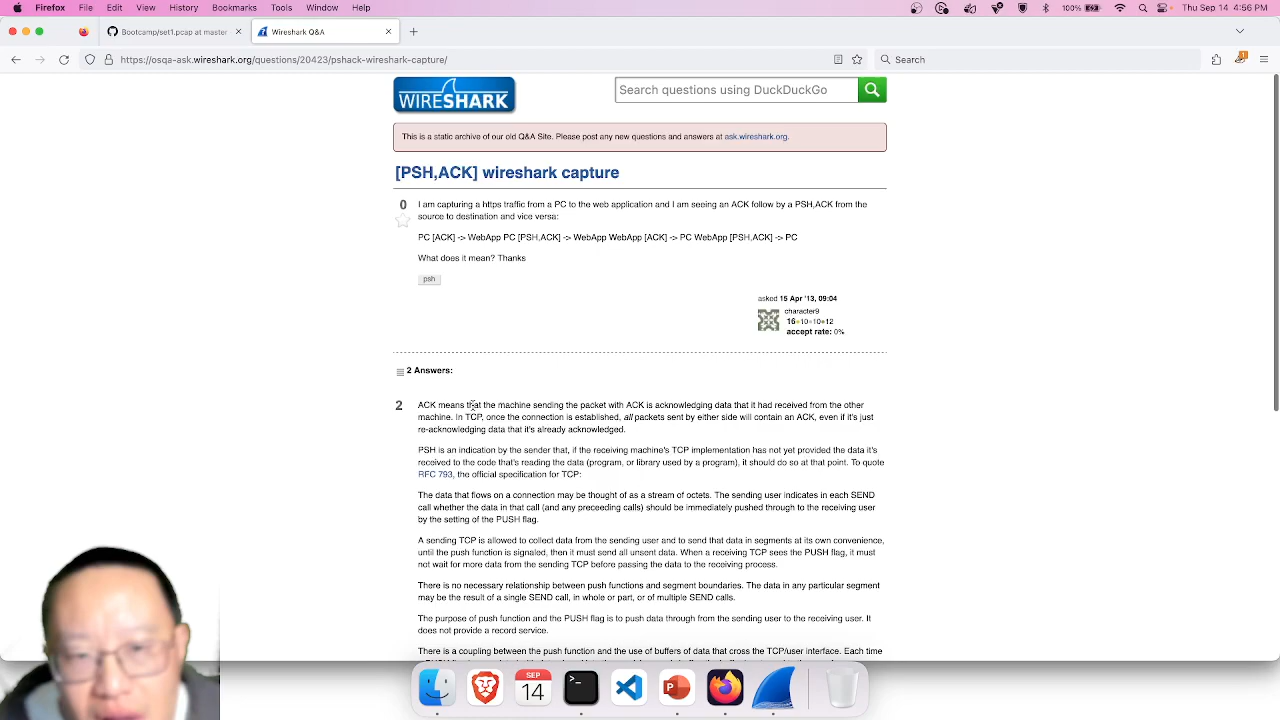 Firefox File Edit View History Bookmarks Tools Window Help 100% Thu Sep 14 4:56 PM
Bootcamp/set1.pcap at master
Wireshark Q&A
https://osqa-ask.wireshark.org/questions/20423/pshack-wireshark-capture/
Search
WIRESHARK
Search questions using DuckDuckGo
This is a static archive of our old Q&A Site. Please post any new questions and answers at ask.wireshark.org.
[PSH,ACK] wireshark capture
0
I am capturing a https traffic from a PC to the web application and I am seeing an ACK follow by a PSH,ACK from the
source to destination and vice versa:
PC [ACK] -> WebApp PC [PSH,ACK] -> WebApp WebApp [ACK] -> PC WebApp [PSH,ACK] -> PC
What does it mean? Thanks
psh
asked 15 Apr '13, 09:04
character9
16●10●10●12
accept rate: 0%
2 Answers:
2
ACK means that the machine sending the packet with ACK is acknowledging data that it had received from the other
machine. In TCP, once the connection is established, all packets sent by either side will contain an ACK, even if it's just
re-acknowledging data that it's already acknowledged.
PSH is an indication by the sender that, if the receiving machine's TCP implementation has not yet provided the data it's
received to the code that's reading the data (program, or library used by a program), it should do so at that point. To quote
RFC 793, the official specification for TCP:
The data that flows on a connection may be thought of as a stream of octets. The sending user indicates in each SEND
call whether the data in that call (and any preceeding calls) should be immediately pushed through to the receiving user
by the setting of the PUSH flag.
A sending TCP is allowed to collect data from the sending user and to send that data in segments at its own convenience,
until the push function is signaled, then it must send all unsent data. When a receiving TCP sees the PUSH flag, it must
not wait for more data from the sending TCP before passing the data to the receiving process.
There is no necessary relationship between push functions and segment boundaries. The data in any particular segment
may be the result of a single SEND call, in whole or part, or of multiple SEND calls.
The purpose of push function and the PUSH flag is to push data through from the sending user to the receiving user. It
does not provide a record service.
There is a coupling between the push function and the use of buffers of data that cross the TCP/user interface. Each time
SEP
14